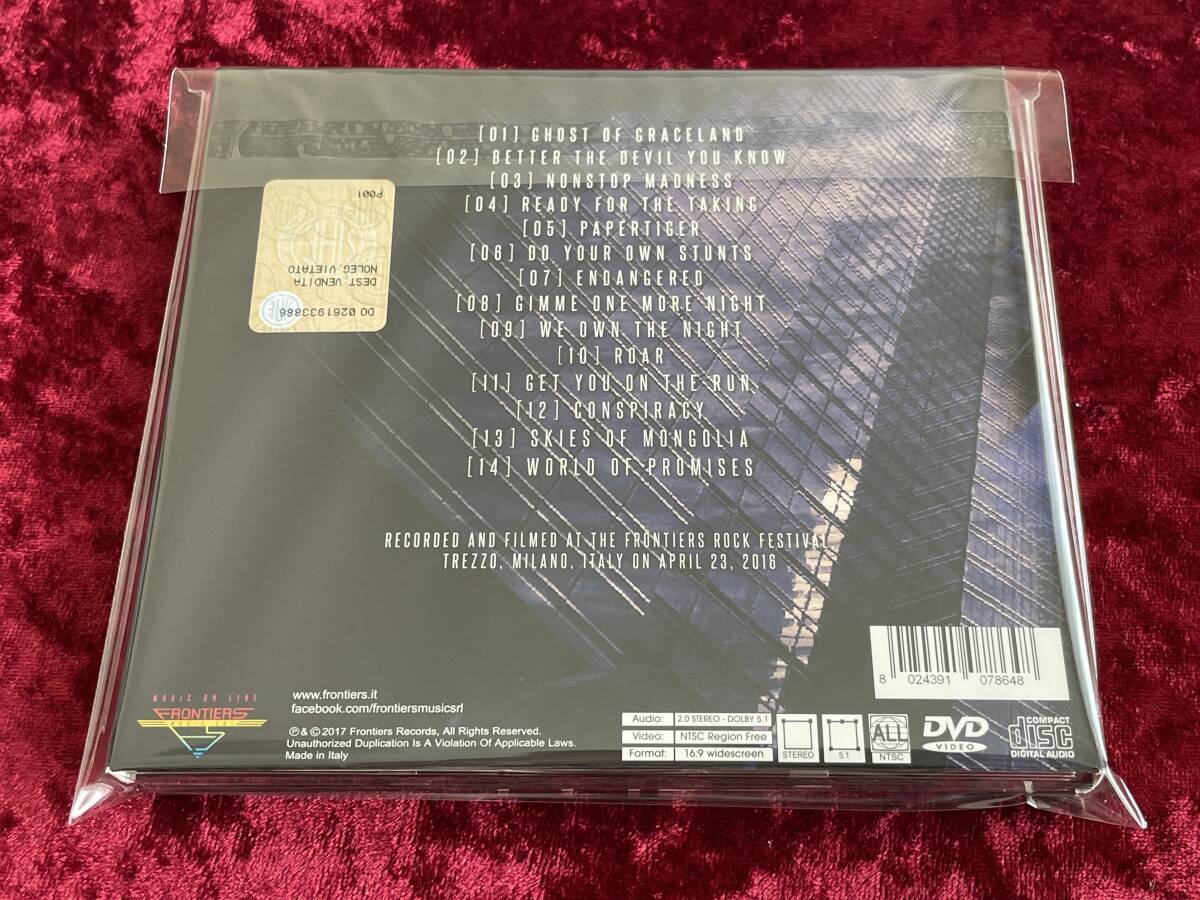 [01] GHOST OF GRACELAND
[02] BETTER THE DEVIL YOU KNOW
[03] NONSTOP MADNESS
[04] READY FOR THE TAKING
[05] PAPERTIGER
[06] DO YOUR OWN STUNTS
[07] ENDANGERED
[08] GIMME ONE MORE NIGHT
[09] WE OWN THE NIGHT
[10] ROAR
[11] GET YOU ON THE RUN
[12] CONSPIRACY
[13] SKIES OF MONGOLIA
[14] WORLD OF PROMISES
DO 0261933886
DEST. VENDITA
NOLEG. VIETATO
P001
RECORDED AND FILMED AT THE FRONTIERS ROCK FESTIVAL
TREZZO, MILANO, ITALY ON APRIL 23, 2016
8 024391 078648
MUSIC ON LINE
FRONTIERS
MUSIC SRL
www.frontiers.it
facebook.com/frontiersmusicsrl
℗ & © 2017 Frontiers Records, All Rights Reserved.
Unauthorized Duplication Is A Violation Of Applicable Laws.
Made in Italy
Audio: 2.0 STEREO - DOLBY 5.1
Video: NTSC Region Free
Format: 16:9 widescreen
STEREO
5.1
ALL
NTSC
DVD
VIDEO
COMPACT
disc
DIGITAL AUDIO